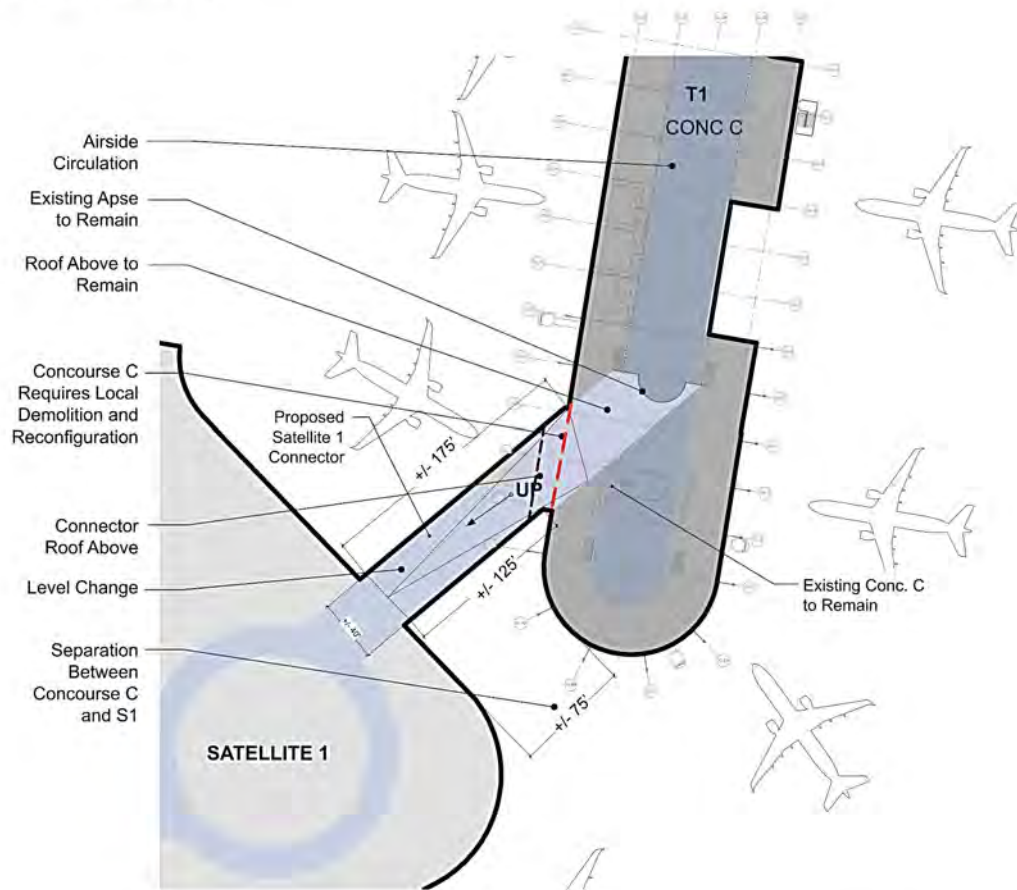 T1
CONC C
Airside
Circulation
Existing Apse
to Remain
Roof Above to
Remain
Concourse C
Requires Local
Demolition and
Reconfiguration
Proposed
Satellite 1
Connector
+/- 175'
UP
Connector
Roof Above
Level Change
+/- 125'
Existing Conc. C
to Remain
+/-40'
Separation
Between
Concourse C
and S1
+/- 75'
SATELLITE 1